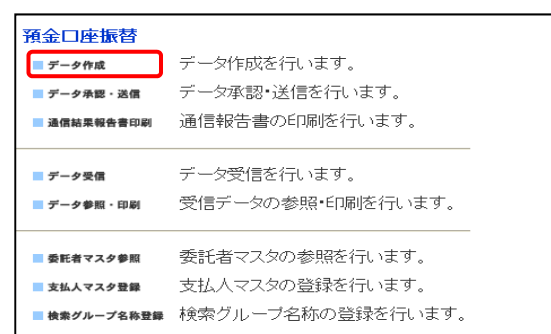 預金口座振替
データ作成 データ作成を行います。
データ承認・送信 データ承認・送信を行います。
通信結果報告書印刷 通信報告書の印刷を行います。
データ受信 データ受信を行います。
データ参照・印刷 受信データの参照・印刷を行います。
委託者マスタ参照 委託者マスタの参照を行います。
支払人マスタ登録 支払人マスタの登録を行います。
検索グループ名称登録 検索グループ名称の登録を行います。